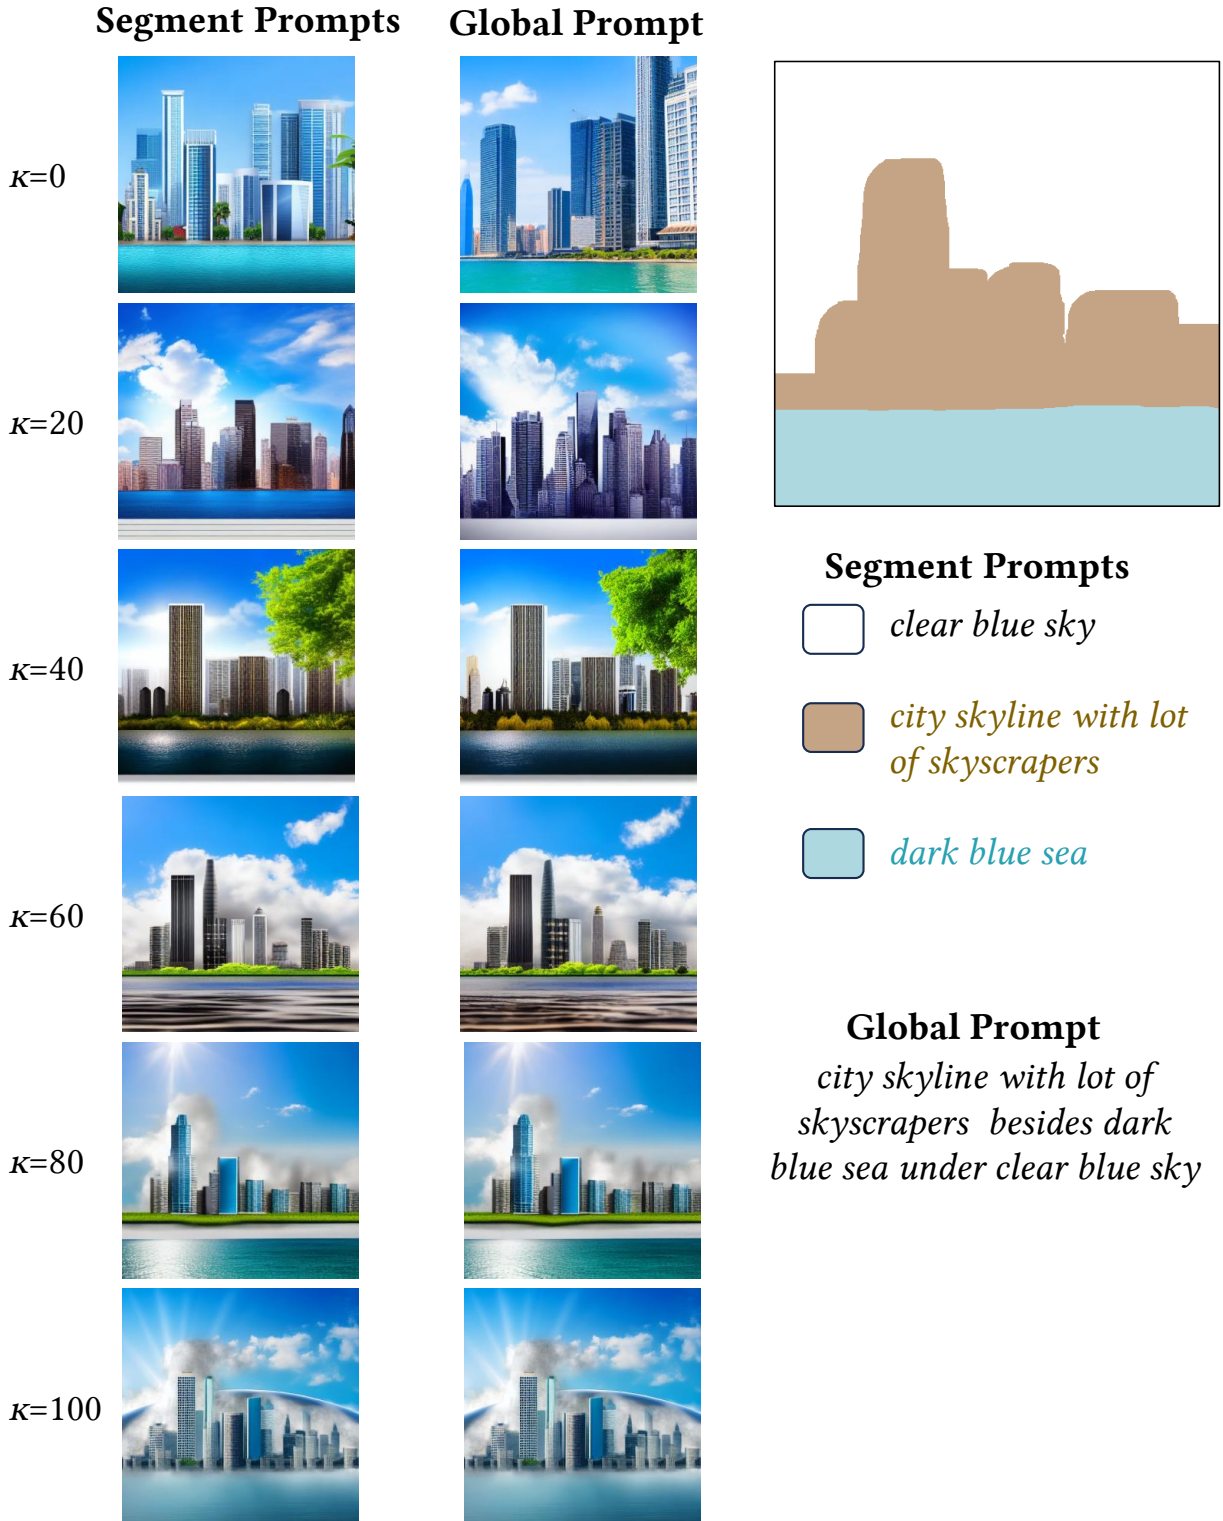 Segment Prompts
Global Prompt
κ=0
κ=20
κ=40
κ=60
κ=80
κ=100
Segment Prompts
clear blue sky
city skyline with lot
of skyscrapers
dark blue sea
Global Prompt
city skyline with lot of
skyscrapers besides dark
blue sea under clear blue sky